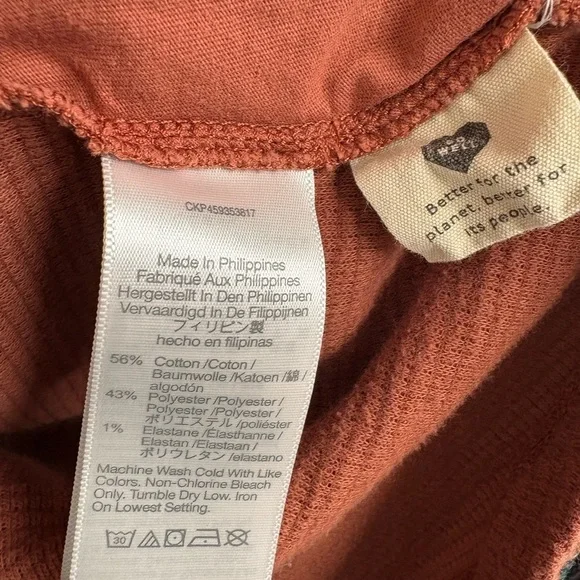 CKP459353817
Made In Philippines
Fabriqué Aux Philippines
Hergestellt In Den Philippinen
Vervaardigd In De Filippijnen
フィリピン製
hecho en filipinas
56% Cotton /Coton /
Baumwolle /Katoen /綿 /
algodón
43% Polyester /Polyester /
Polyester /Polyester /
ポリエステル /poliéster
1% Elastane /Élasthanne /
Elastan /Elastaan /
ポリウレタン /elastano
Machine Wash Cold With Like
Colors. Non-Chlorine Bleach
Only. Tumble Dry Low. Iron
On Lowest Setting.
30
WELL
Better for the
planet, better for
its people.